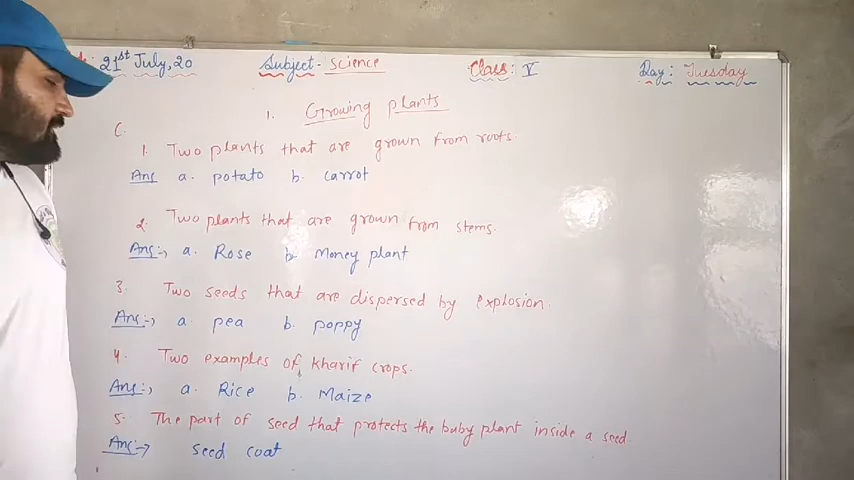 21st July, 20 Subject - Science Class: V Day: Tuesday
1. Growing plants
C.
1. Two plants that are grown from roots.
Ans a. potato b. carrot
2. Two plants that are grown from stems.
Ans:-, a. Rose b. Money plant
3. Two seeds that are dispersed by explosion.
Ans:-, a. pea b. poppy
4. Two examples of kharif crops.
Ans:-, a. Rice b. Maize
5. The part of seed that protects the baby plant inside a seed.
Ans:-> seed coat